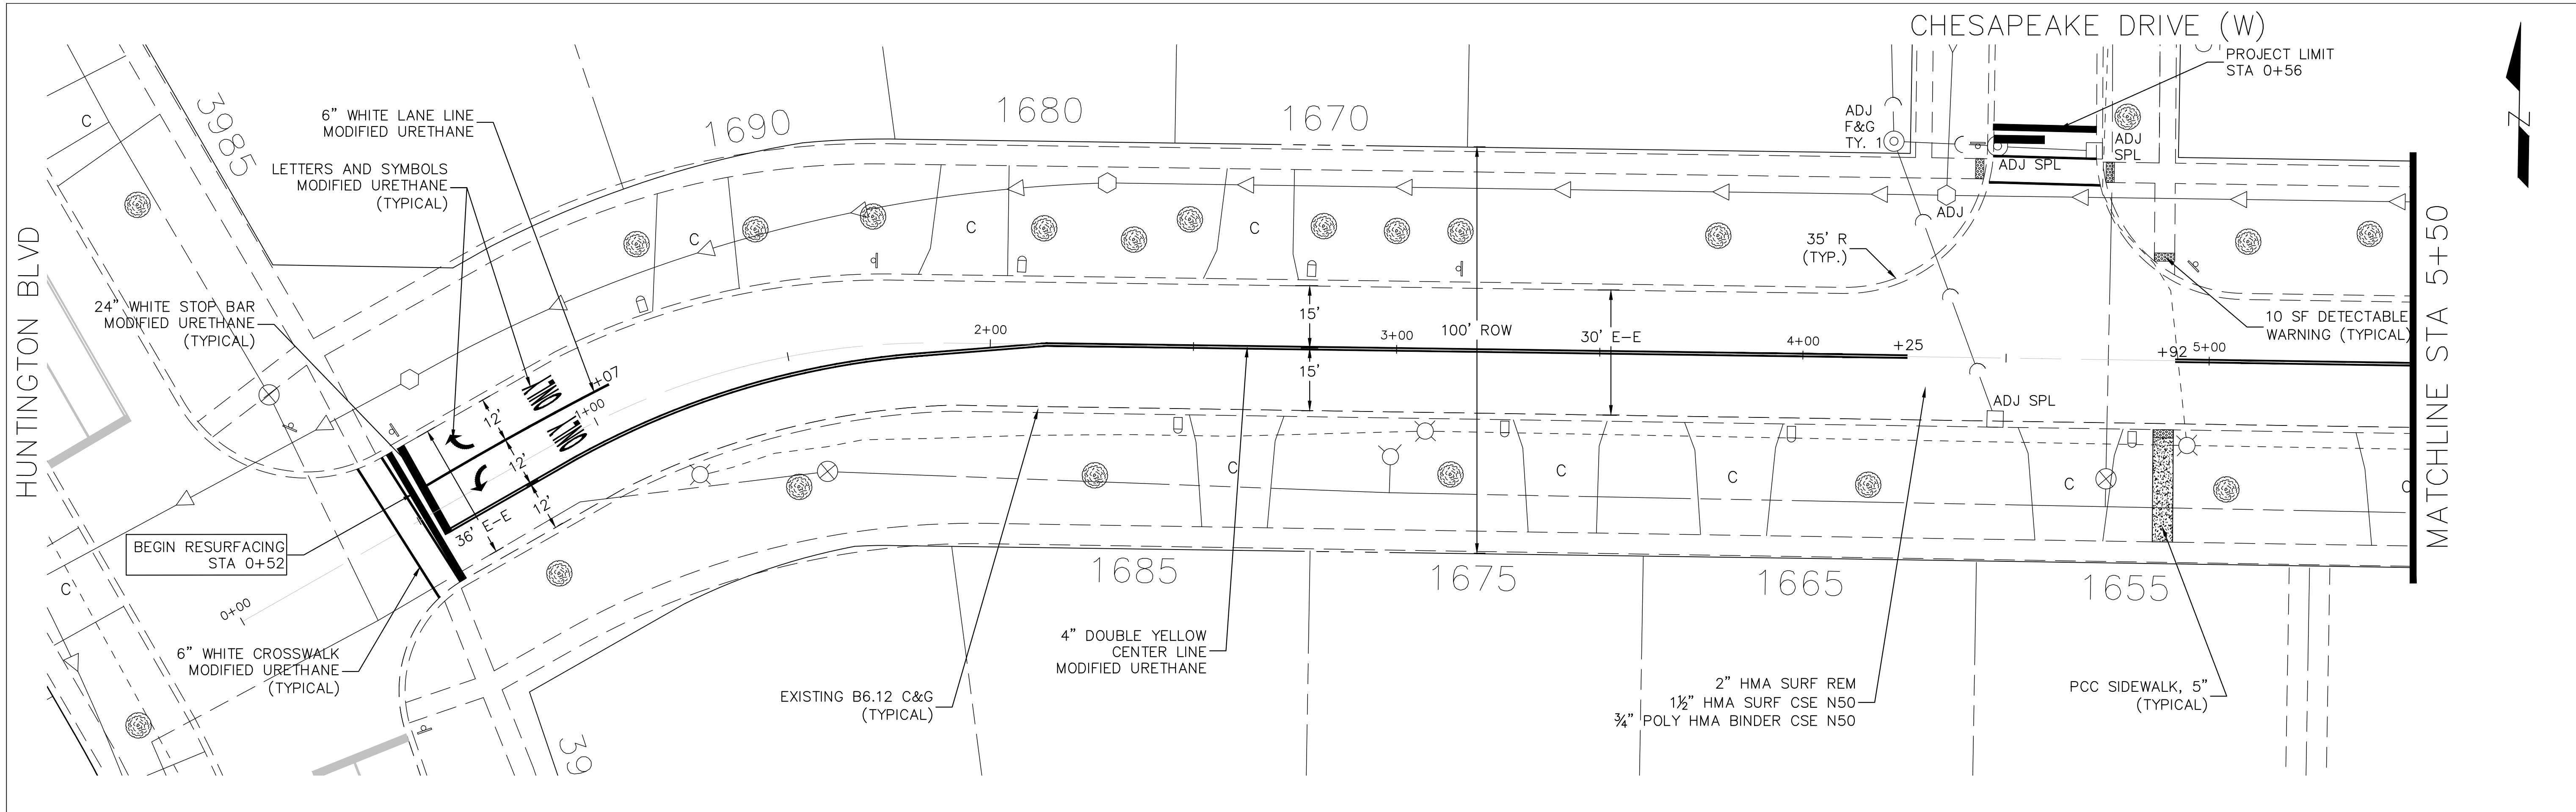 CHESAPEAKE DRIVE (W)
PROJECT LIMIT
STA 0+56
Z
HUNTINGTON BLVD
MATCHLINE STA 5+50
3985
C
6" WHITE LANE LINE
MODIFIED URETHANE
LETTERS AND SYMBOLS
MODIFIED URETHANE
(TYPICAL)
24" WHITE STOP BAR
MODIFIED URETHANE
(TYPICAL)
1690
1680
1670
C
C
C
ADJ
F&G
TY. 1
ADJ SPL
ADJ
SPL
ADJ
35' R
(TYP.)
10 SF DETECTABLE
WARNING (TYPICAL)
15'
15'
100' ROW
30' E-E
2+00
3+00
4+00
+25
+92
5+00
+07
1+00
ONLY
ONLY
12'
12'
12'
36' E-E
0+00
BEGIN RESURFACING
STA 0+52
C
6" WHITE CROSSWALK
MODIFIED URETHANE
(TYPICAL)
ADJ SPL
C
C
C
C
C
1685
1675
1665
1655
39
EXISTING B6.12 C&G
(TYPICAL)
4" DOUBLE YELLOW
CENTER LINE
MODIFIED URETHANE
2" HMA SURF REM
1½" HMA SURF CSE N50
¾" POLY HMA BINDER CSE N50
PCC SIDEWALK, 5"
(TYPICAL)